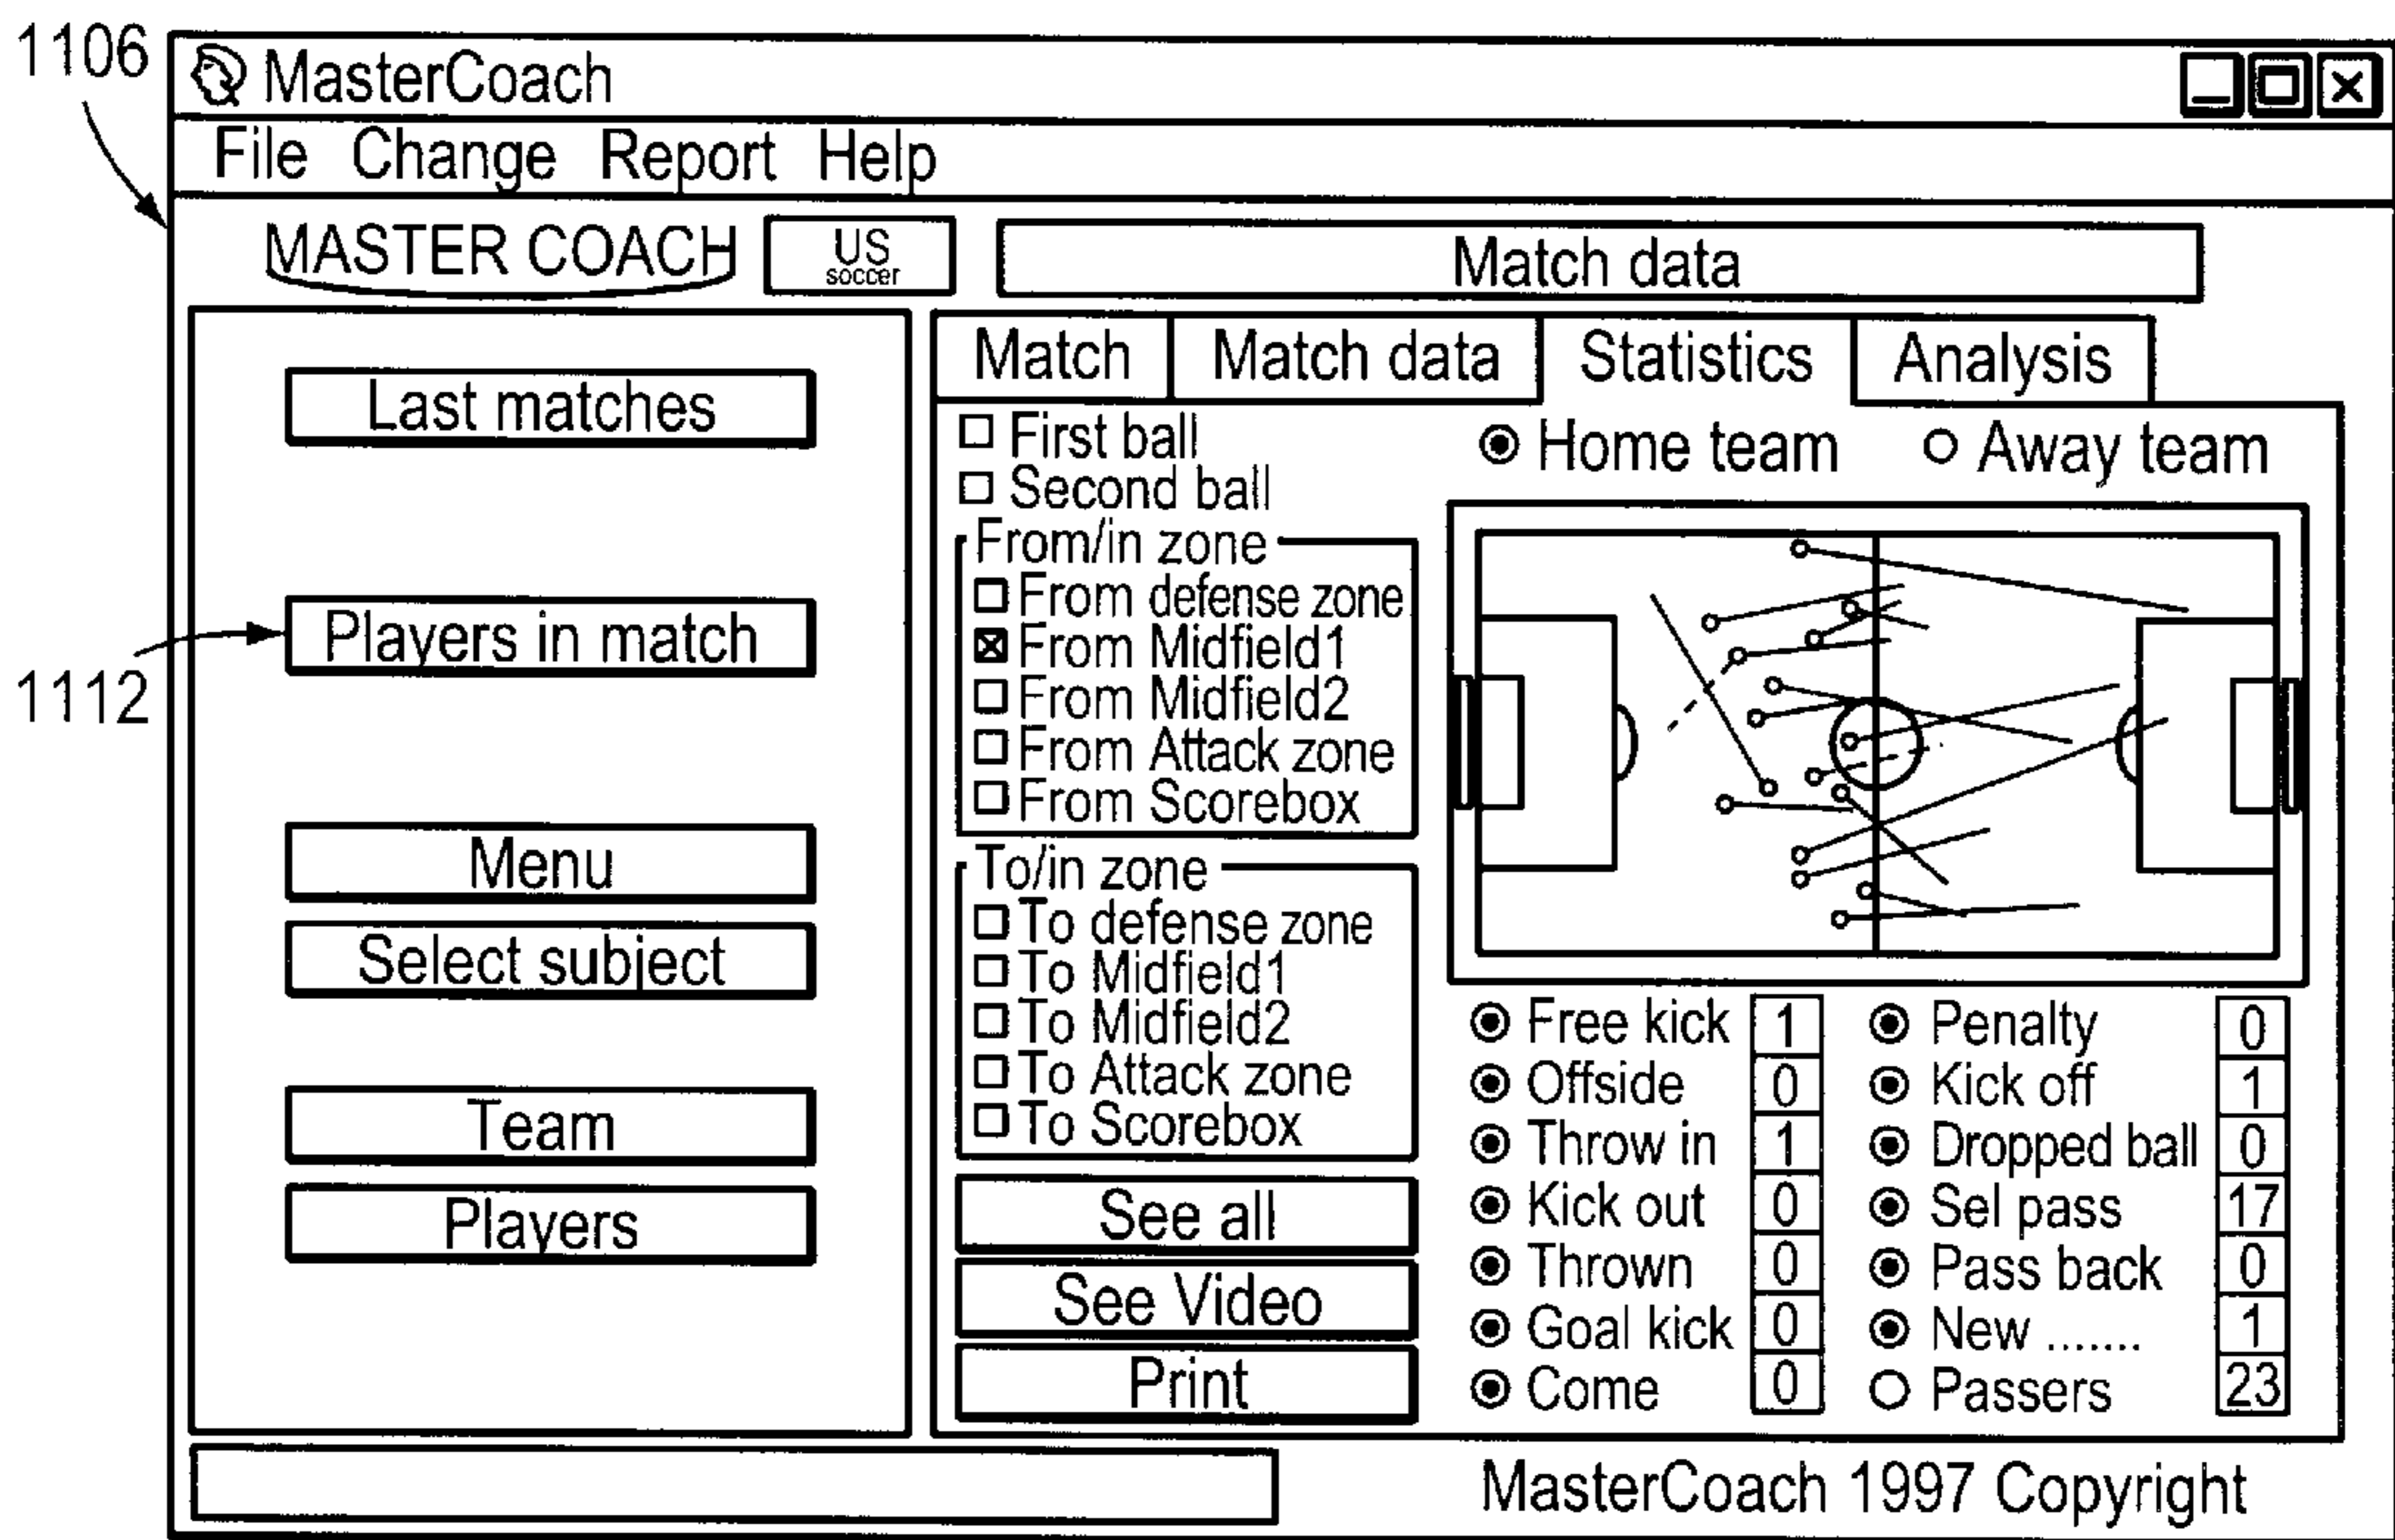 1106
MasterCoach
File Change Report Help
MASTER COACH
US
soccer
Match data
Last matches
Players in match
1112
Menu
Select subject
Team
Players
Match Match data Statistics Analysis
First ball
Second ball
From/in zone
From defense zone
From Midfield1
From Midfield2
From Attack zone
From Scorebox
To/in zone
To defense zone
To Midfield1
To Midfield2
To Attack zone
To Scorebox
See all
See Video
Print
Home team Away team
Free kick 1 Penalty 0
Offside 0 Kick off 1
Throw in 1 Dropped ball 0
Kick out 0 Sel pass 17
Thrown 0 Pass back 0
Goal kick 0 New ....... 1
Come 0 Passers 23
MasterCoach 1997 Copyright